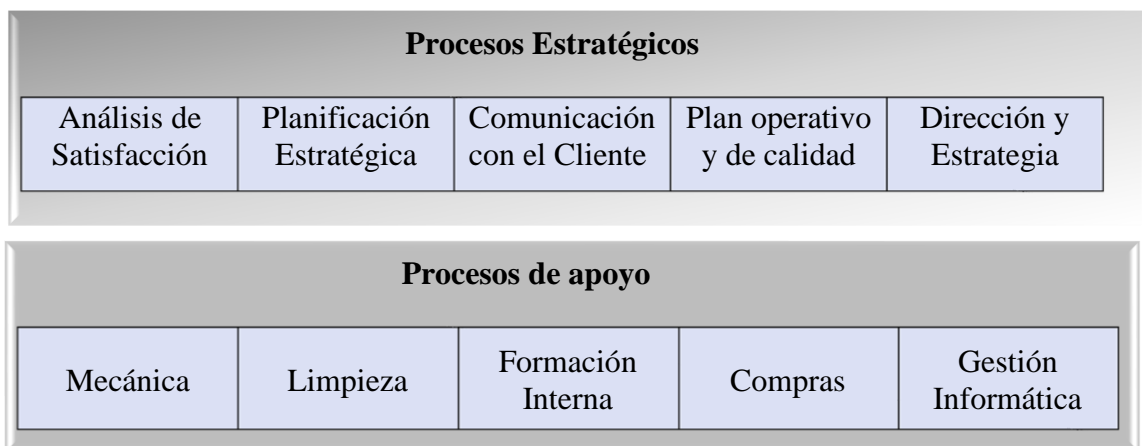 Procesos Estratégicos
Análisis de
Satisfacción
Planificación
Estratégica
Comunicación
con el Cliente
Plan operativo
y de calidad
Dirección y
Estrategia
Procesos de apoyo
Mecánica
Limpieza
Formación
Interna
Compras
Gestión
Informática